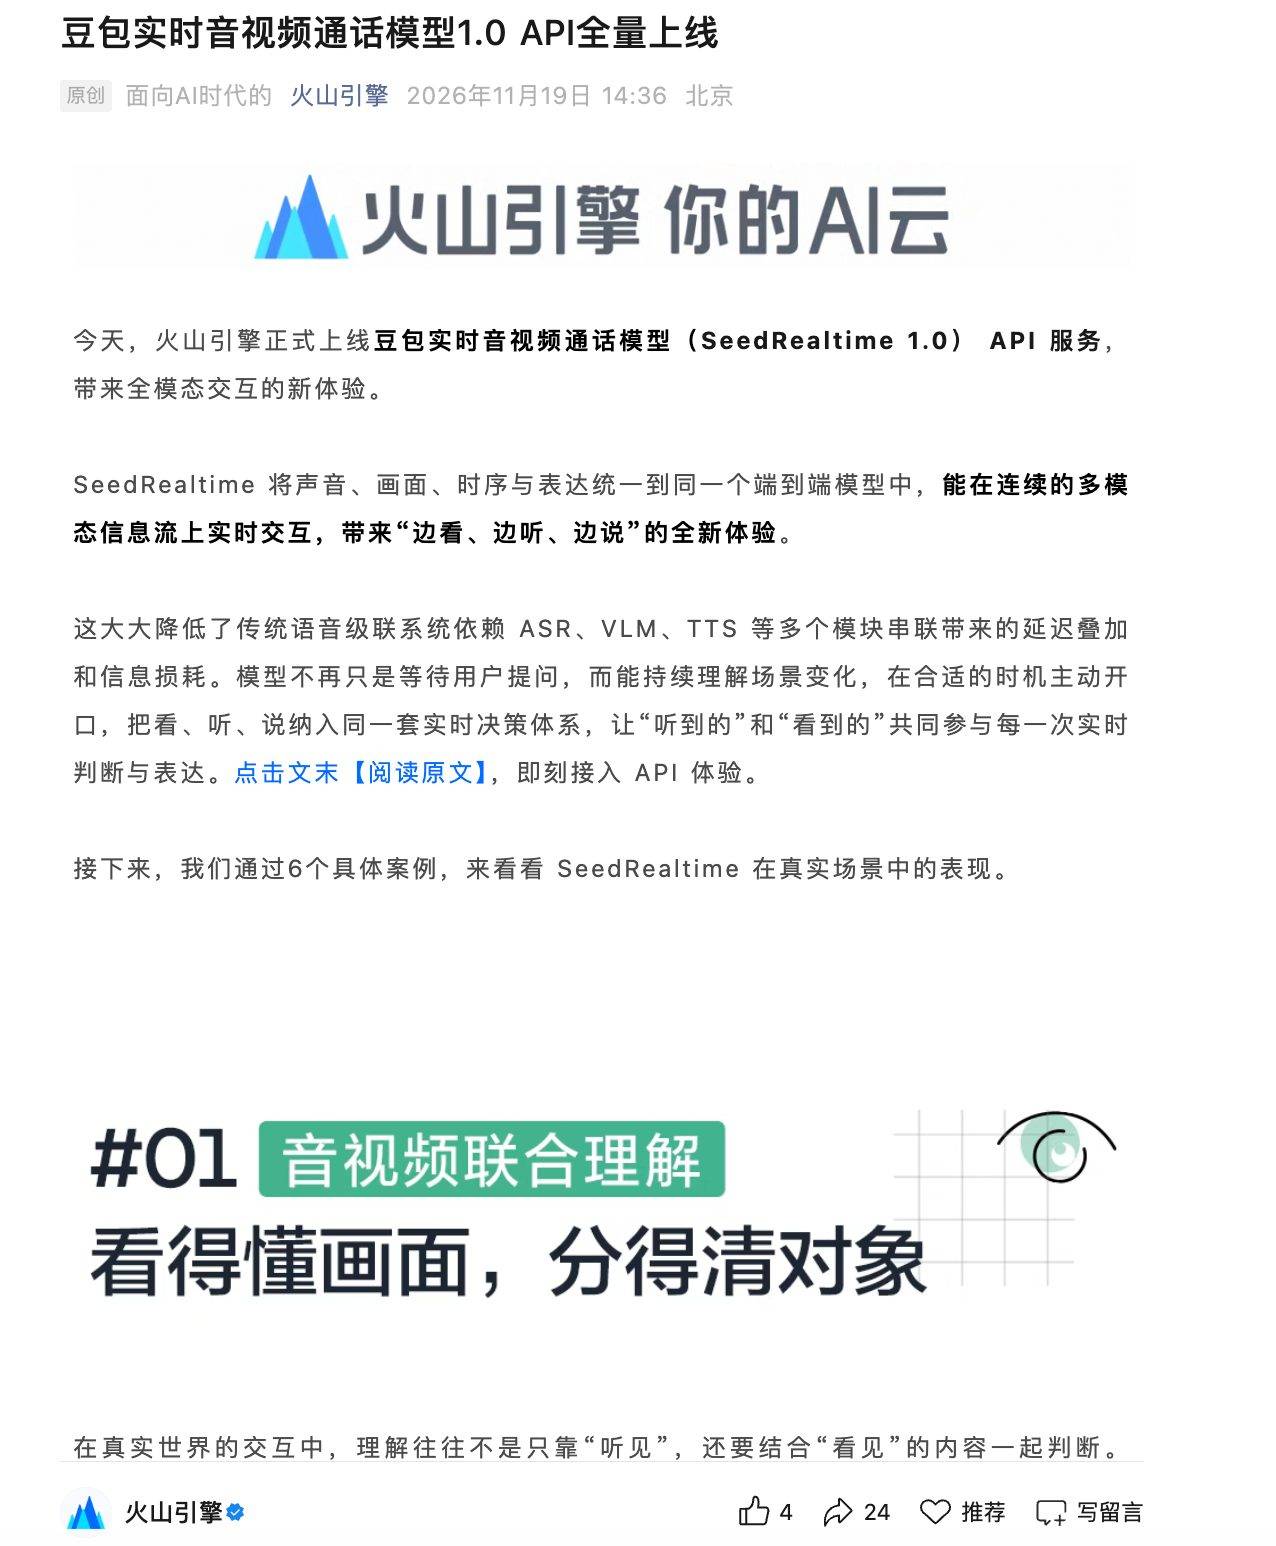 豆包实时音视频通话模型1.0 API全量上线
原创 面向AI时代的 火山引擎 2026年11月19日 14:36 北京
火山引擎 你的AI云
今天，火山引擎正式上线豆包实时音视频通话模型（SeedRealtime 1.0） API 服务，
带来全模态交互的新体验。
SeedRealtime 将声音、画面、时序与表达统一到同一个端到端模型中，能在连续的多模
态信息流上实时交互，带来“边看、边听、边说”的全新体验。
这大大降低了传统语音级联系统依赖 ASR、VLM、TTS 等多个模块串联带来的延迟叠加
和信息损耗。模型不再只是等待用户提问，而能持续理解场景变化，在合适的时机主动开
口，把看、听、说纳入同一套实时决策体系，让“听到的”和“看到的”共同参与每一次实时
判断与表达。点击文末【阅读原文】，即刻接入 API 体验。
接下来，我们通过6个具体案例，来看看 SeedRealtime 在真实场景中的表现。
#01 音视频联合理解
看得懂画面，分得清对象
在真实世界的交互中，理解往往不是只靠“听见”，还要结合“看见”的内容一起判断。
火山引擎 4 24 推荐 写留言